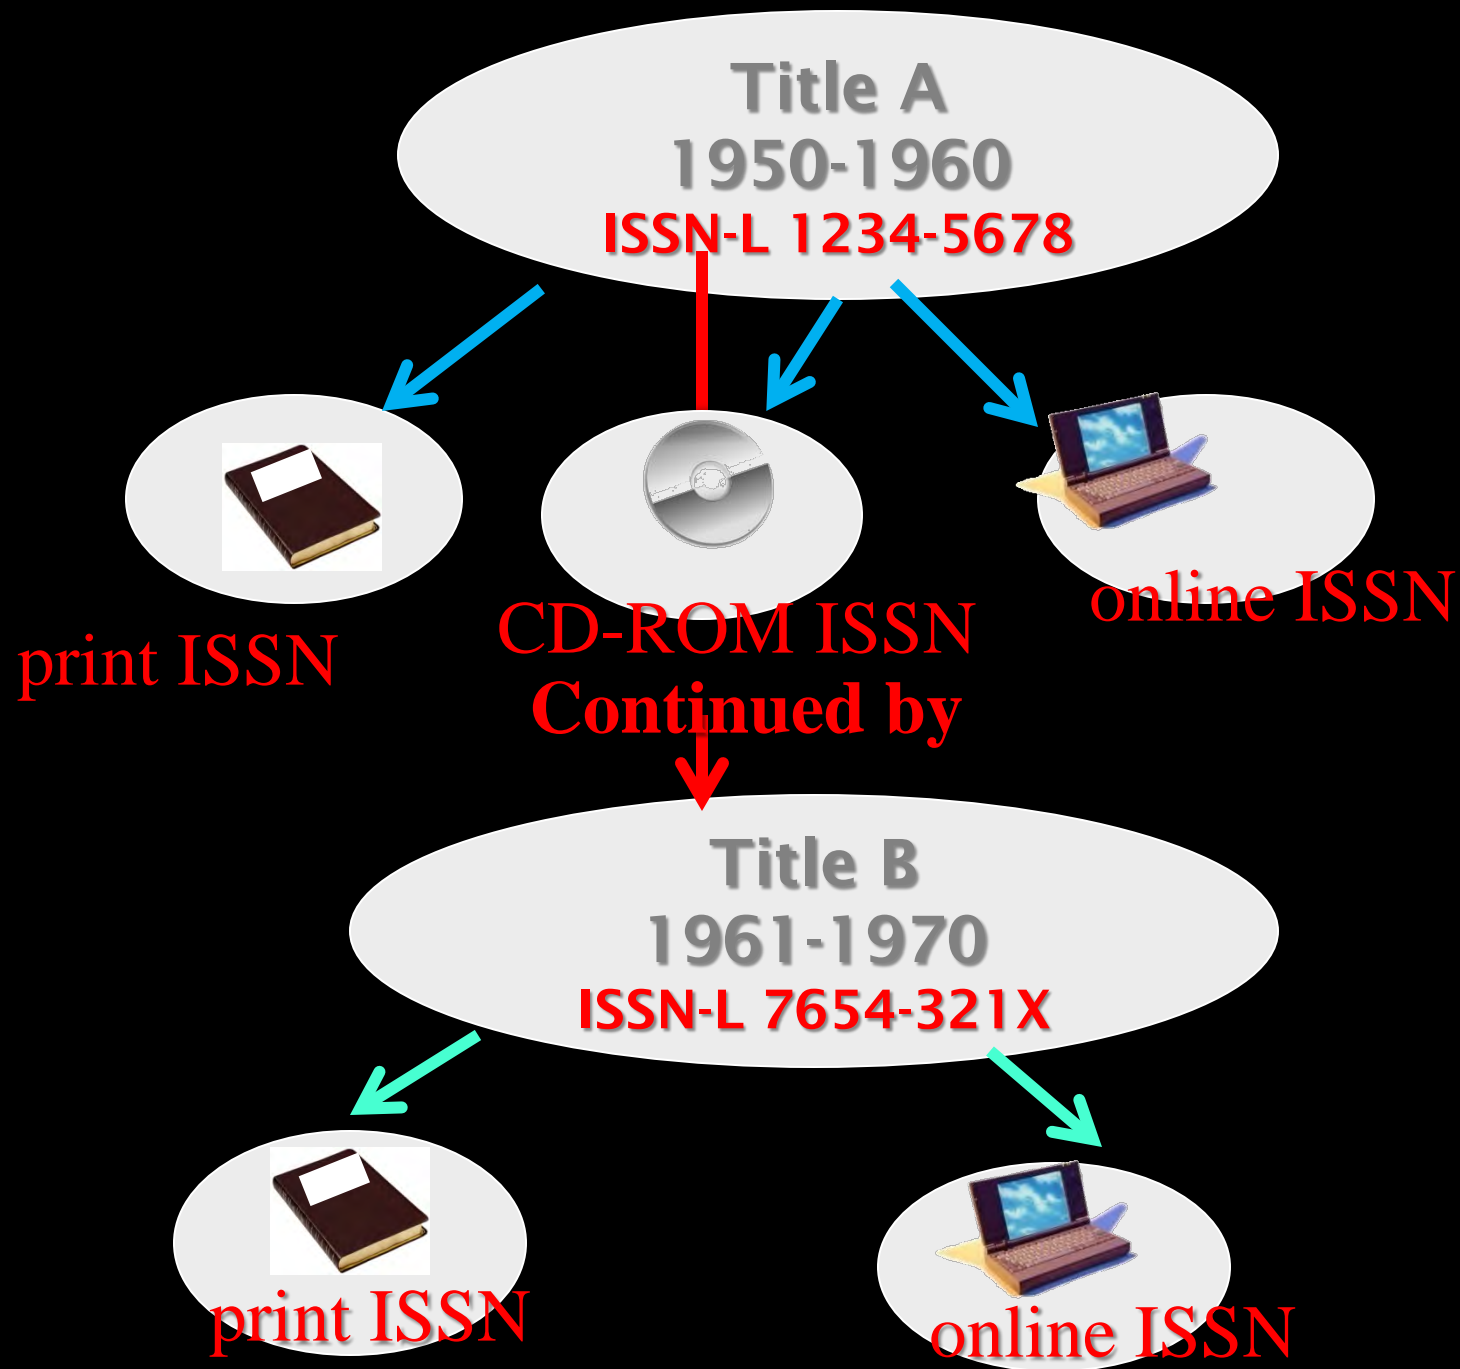 Title A
1950-1960
ISSN-L 1234-5678
print ISSN
CD-ROM ISSN
online ISSN
Continued by
Title B
1961-1970
ISSN-L 7654-321X
print ISSN
online ISSN